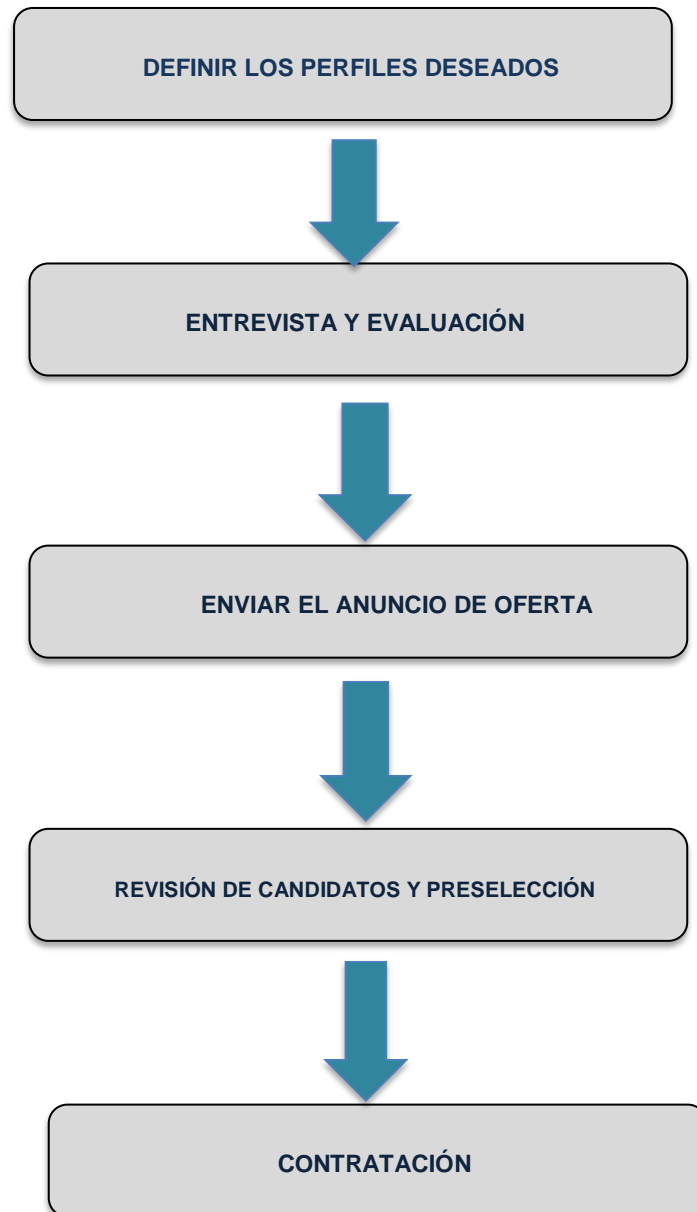 DEFINIR LOS PERFILES DESEADOS
ENTREVISTA Y EVALUACIÓN
ENVIAR EL ANUNCIO DE OFERTA
REVISIÓN DE CANDIDATOS Y PRESELECCIÓN
CONTRATACIÓN